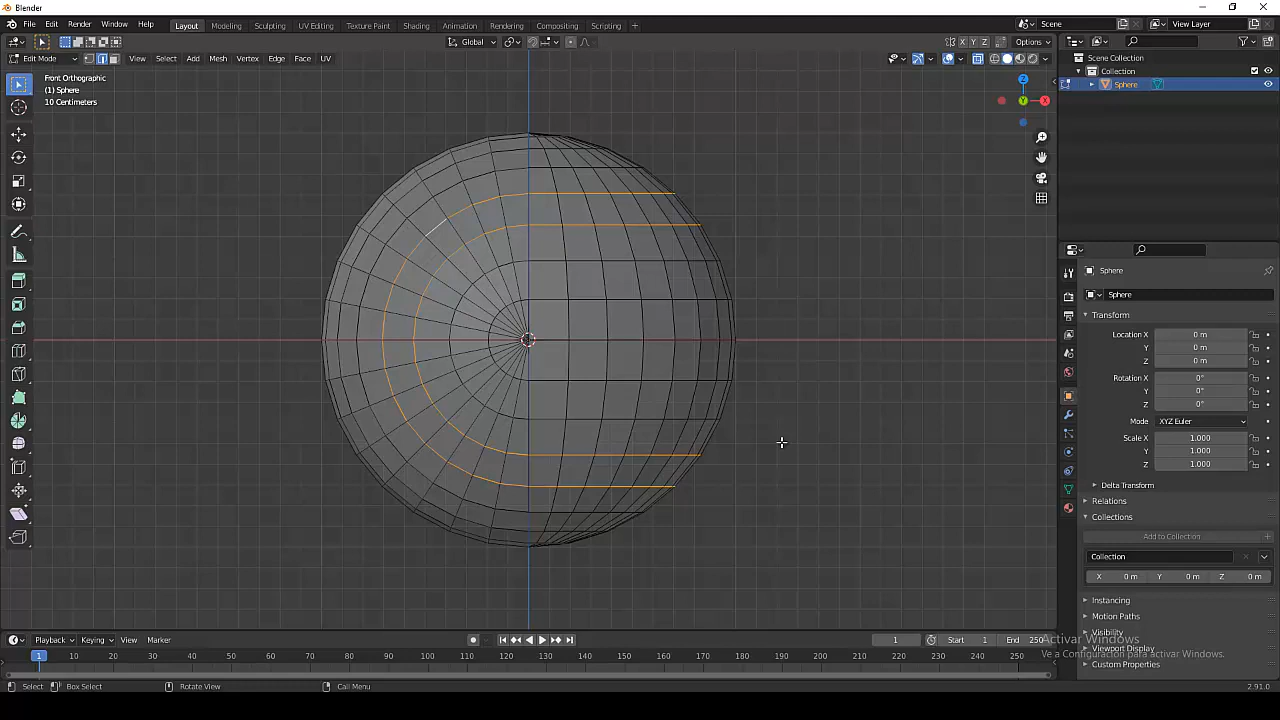 Blender
File Edit Render Window Help Layout Modeling Sculpting UV Editing Texture Paint Shading Animation Rendering Compositing Scripting + Scene View Layer
Global X Y Z Options
Edit Mode View Select Add Mesh Vertex Edge Face UV
Front Orthographic
(1) Sphere
10 Centimeters
Z
Y
X
Scene Collection
Collection
Sphere
Sphere
Sphere
Transform
Location X 0 m
Y 0 m
Z 0 m
Rotation X 0°
Y 0°
Z 0°
Mode XYZ Euler
Scale X 1.000
Y 1.000
Z 1.000
Delta Transform
Relations
Collections
Add to Collection +
Collection
X 0 m Y 0 m Z 0 m
Instancing
Motion Paths
Visibility
Viewport Display
Custom Properties
Activar Windows
Ve a Configuración para activar Windows.
Playback Keying View Marker 1 Start 1 End 250
1 10 20 30 40 50 60 70 80 90 100 110 120 130 140 150 160 170 180 190 200 210 220 230 240 250
Select Box Select Rotate View Call Menu 2.91.0